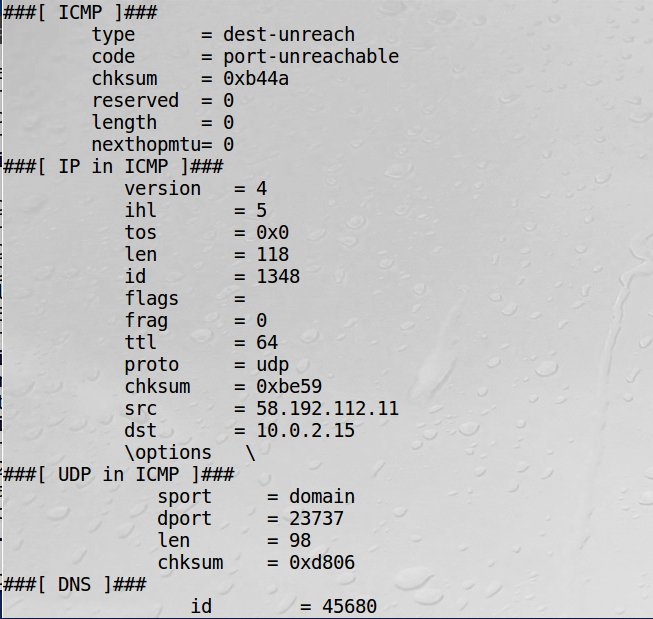 ###[ ICMP ]###
type = dest-unreach
code = port-unreachable
chksum = 0xb44a
reserved = 0
length = 0
nexthopmtu= 0
###[ IP in ICMP ]###
version = 4
ihl = 5
tos = 0x0
len = 118
id = 1348
flags =
frag = 0
ttl = 64
proto = udp
chksum = 0xbe59
src = 58.192.112.11
dst = 10.0.2.15
\options \
###[ UDP in ICMP ]###
sport = domain
dport = 23737
len = 98
chksum = 0xd806
###[ DNS ]###
id = 45680